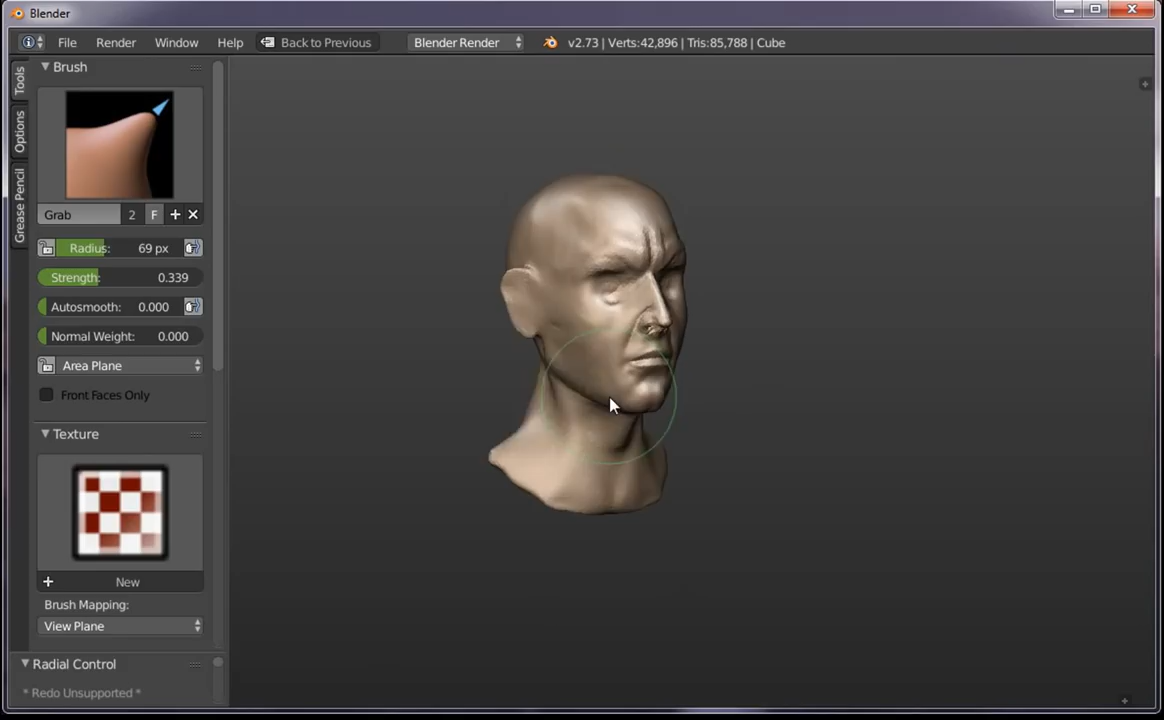 Blender
File Render Window Help Back to Previous Blender Render v2.73 | Verts:42,896 | Tris:85,788 | Cube
Tools
Options
Grease Pencil
Brush
Grab 2 F
Radius: 69 px
Strength: 0.339
Autosmooth: 0.000
Normal Weight: 0.000
Area Plane
Front Faces Only
Texture
New
Brush Mapping:
View Plane
Radial Control
* Redo Unsupported *